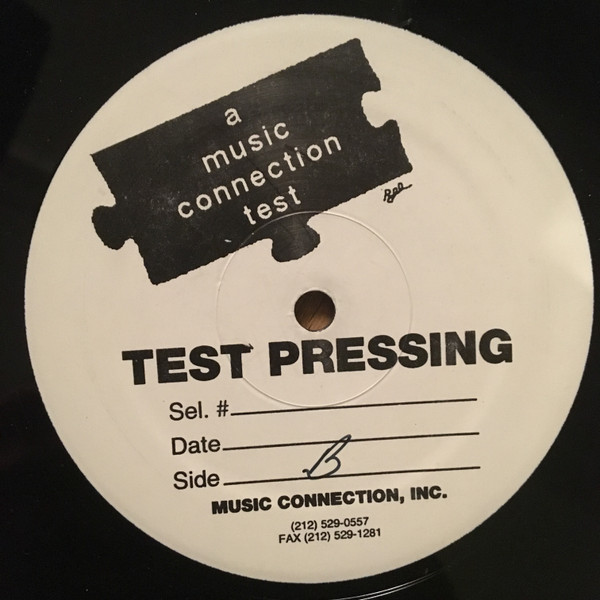 a
music
connection
test
TEST PRESSING
Sel. #
Date
Side B
MUSIC CONNECTION, INC.
(212) 529-0557
FAX (212) 529-1281